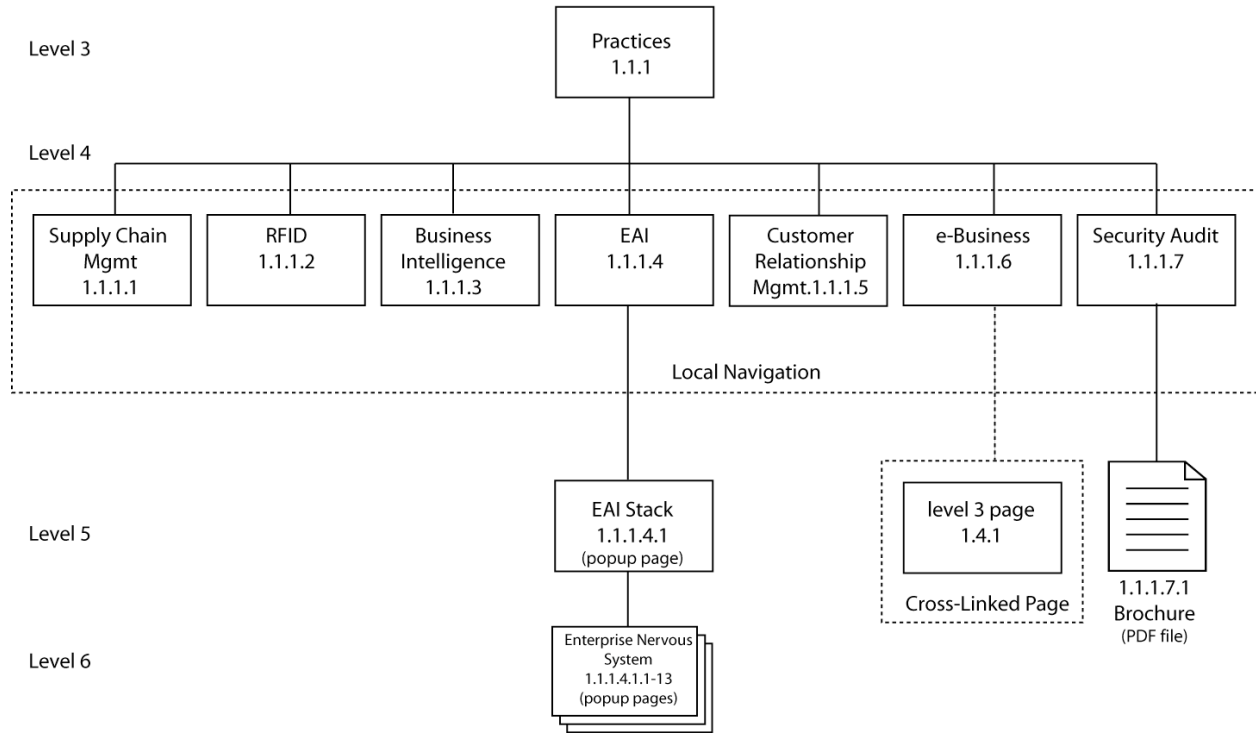 Level 3
Practices
1.1.1
Level 4
Supply Chain
Mgmt
1.1.1.1
RFID
1.1.1.2
Business
Intelligence
1.1.1.3
EAI
1.1.1.4
Customer
Relationship
Mgmt.1.1.1.5
e-Business
1.1.1.6
Security Audit
1.1.1.7
Local Navigation
Level 5
EAI Stack
1.1.1.4.1
(popup page)
level 3 page
1.4.1
Cross-Linked Page
1.1.1.7.1
Brochure
(PDF file)
Level 6
Enterprise Nervous
System
1.1.1.4.1.1-13
(popup pages)